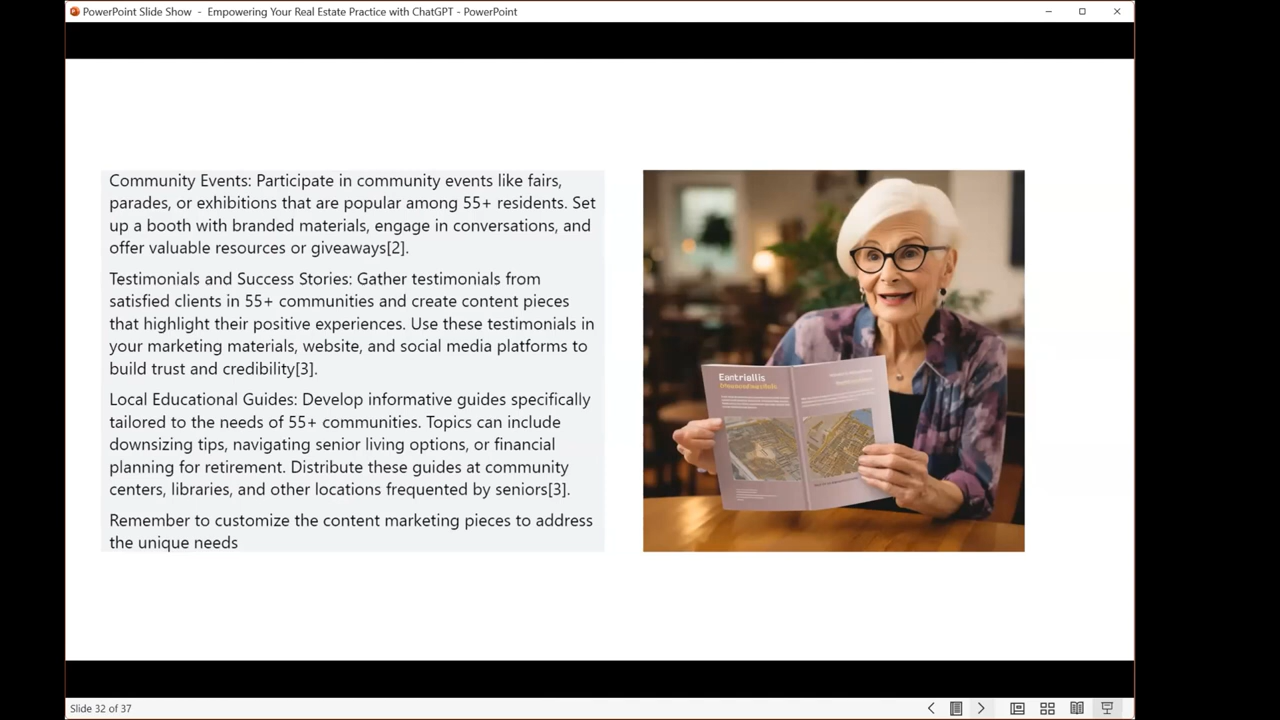 PowerPoint Slide Show - Empowering Your Real Estate Practice with ChatGPT - PowerPoint
Community Events: Participate in community events like fairs,
parades, or exhibitions that are popular among 55+ residents. Set
up a booth with branded materials, engage in conversations, and
offer valuable resources or giveaways[2].
Testimonials and Success Stories: Gather testimonials from
satisfied clients in 55+ communities and create content pieces
that highlight their positive experiences. Use these testimonials in
your marketing materials, website, and social media platforms to
build trust and credibility[3].
Local Educational Guides: Develop informative guides specifically
tailored to the needs of 55+ communities. Topics can include
downsizing tips, navigating senior living options, or financial
planning for retirement. Distribute these guides at community
centers, libraries, and other locations frequented by seniors[3].
Remember to customize the content marketing pieces to address
the unique needs
Eantriallis
Slide 32 of 37